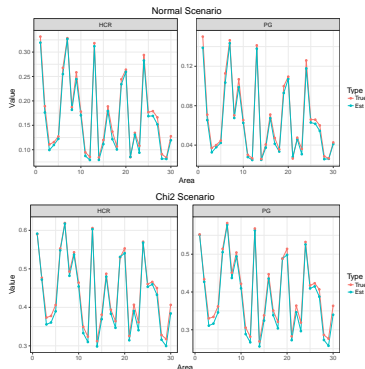 Normal Scenario
HCR
PG
Value
0.30
0.25
0.20
0.15
0.10
0.12
0.08
0.04
0
10
20
30
0
10
20
30
Area
Type
True
Est
Chi2 Scenario
HCR
PG
Value
0.6
0.5
0.4
0.3
0.5
0.4
0.3
0
10
20
30
0
10
20
30
Area
Type
True
Est